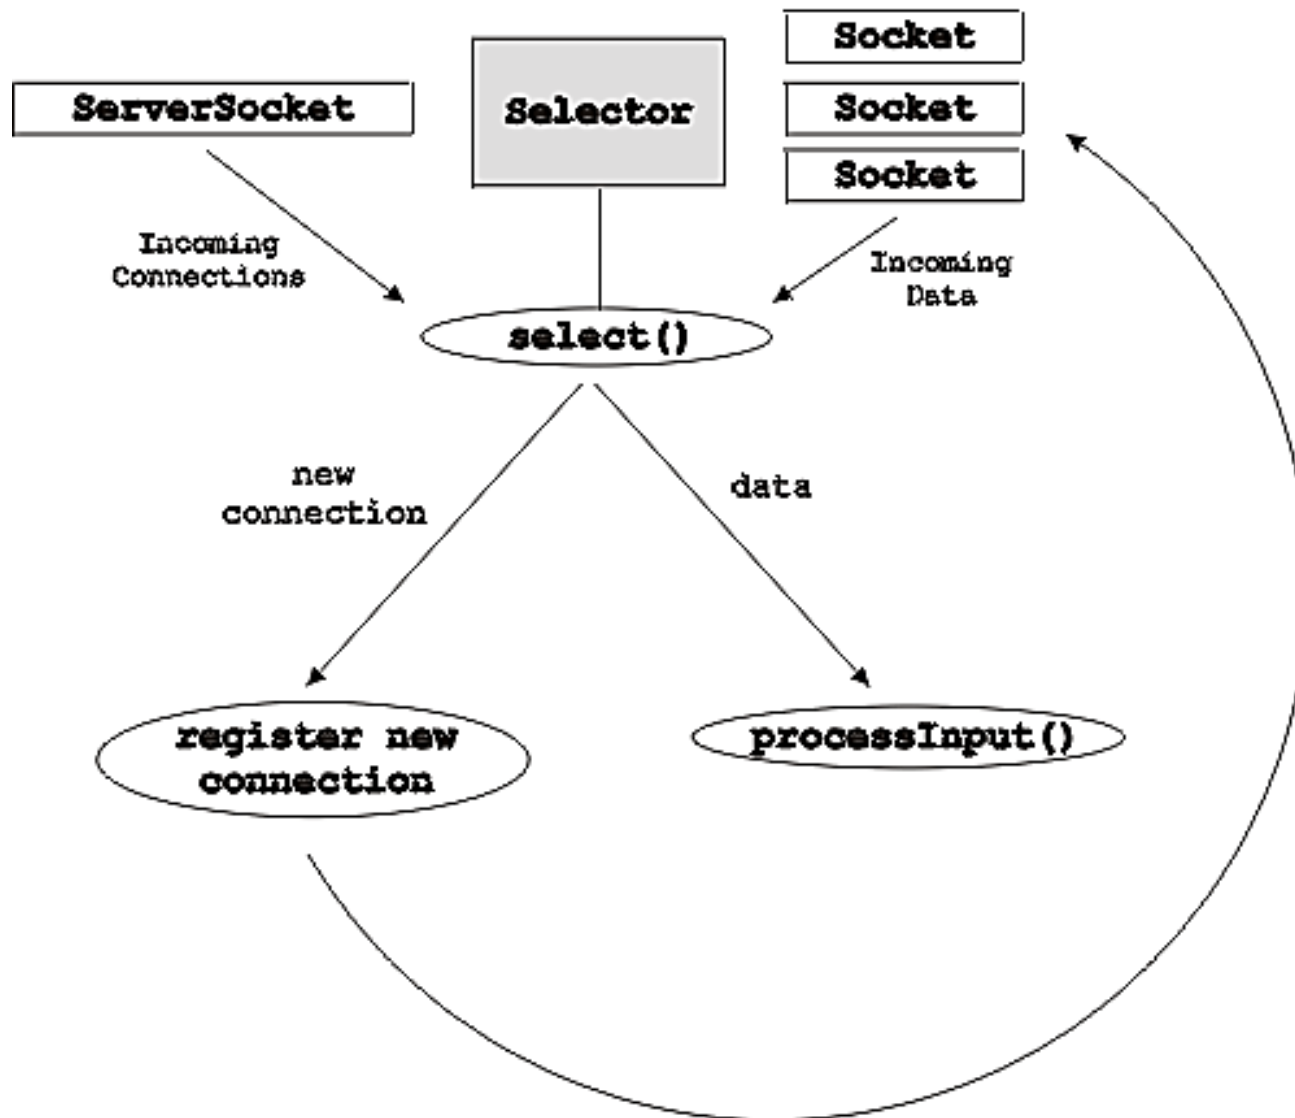 Socket
ServerSocket
Selector
Socket
Socket
Incoming
Connections
Incoming
Data
select()
new
connection
data
register new
connection
processInput()